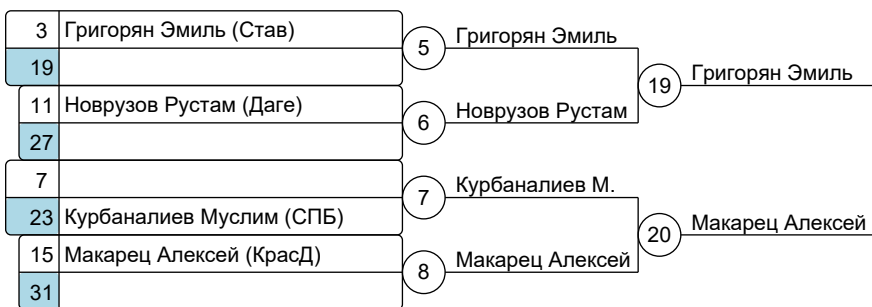 3 Григорян Эмиль (Став)
5 Григорян Эмиль
19
19 Григорян Эмиль
11 Новрузов Рустам (Даге)
6 Новрузов Рустам
27
7
7 Курбаналиев М.
23 Курбаналиев Муслим (СПБ)
20 Макарец Алексей
15 Макарец Алексей (КрасД)
8 Макарец Алексей
31